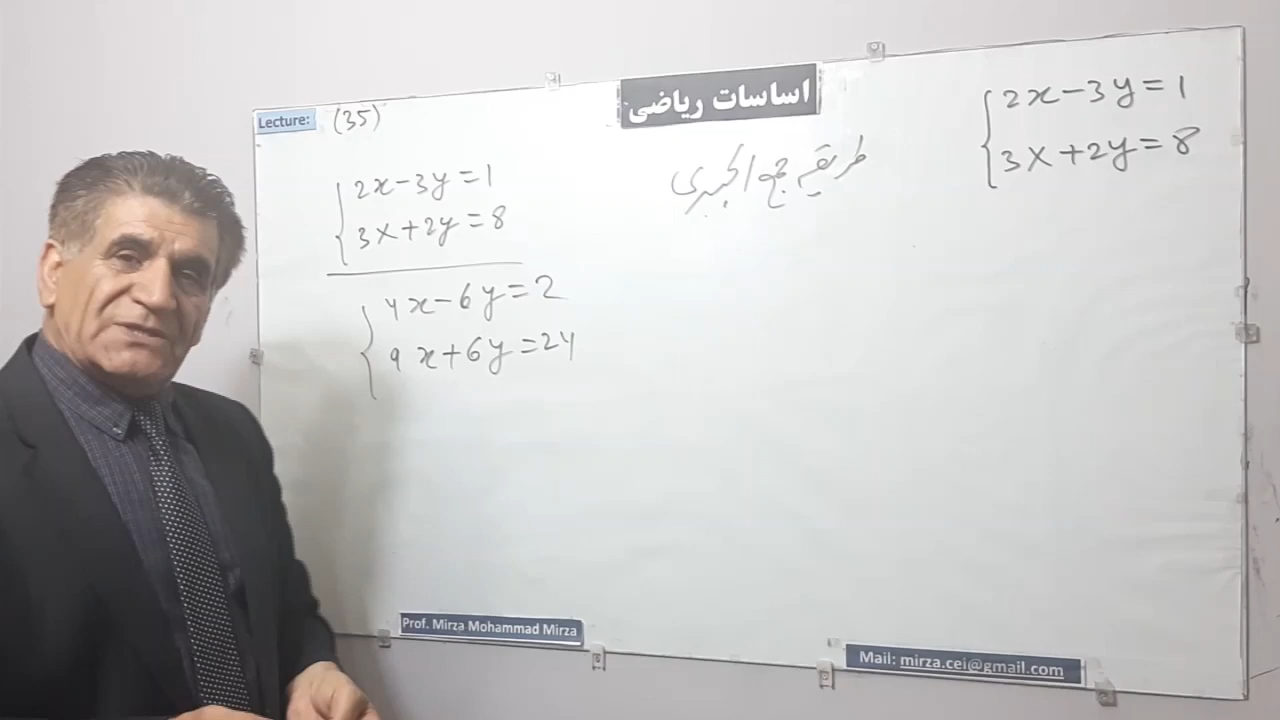 Lecture: (35)
اساسات ریاضی
طریقه جمع الجبری
2x-3y=1
3x+2y=8
2x-3y=1
3x+2y=8
4x-6y=2
9x+6y=24
Prof. Mirza Mohammad Mirza
Mail: mirza.cei@gmail.com